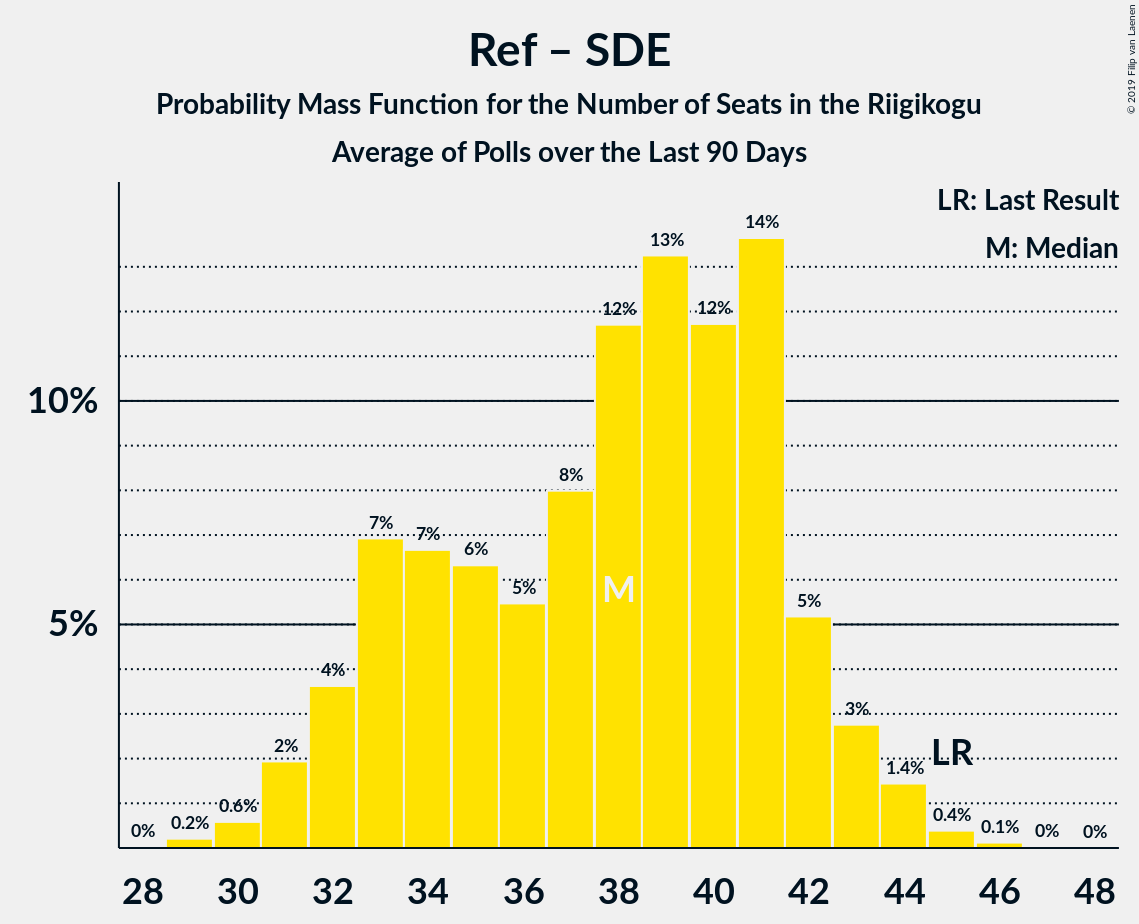 Ref – SDE
Probability Mass Function for the Number of Seats in the Riigikogu
Average of Polls over the Last 90 Days
© 2019 Filip van Laenen
LR: Last Result
M: Median
10%
5%
0%
0.2%
0.6%
2%
4%
7%
7%
6%
5%
8%
12%
13%
12%
14%
5%
3%
1.4%
0.4%
0.1%
0%
0%
M
LR
28 30 32 34 36 38 40 42 44 46 48